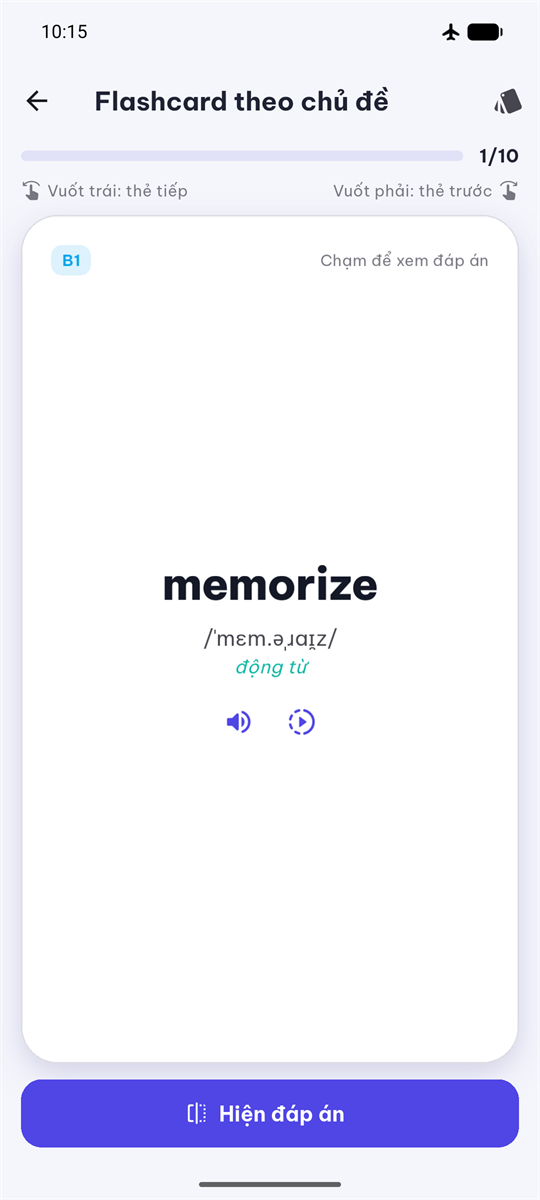 10:15
Flashcard theo chủ đề
1/10
Vuốt trái: thẻ tiếp
Vuốt phải: thẻ trước
B1
Chạm để xem đáp án
memorize
/ˈmɛm.əˌɹaɪ̯z/
động từ
Hiện đáp án